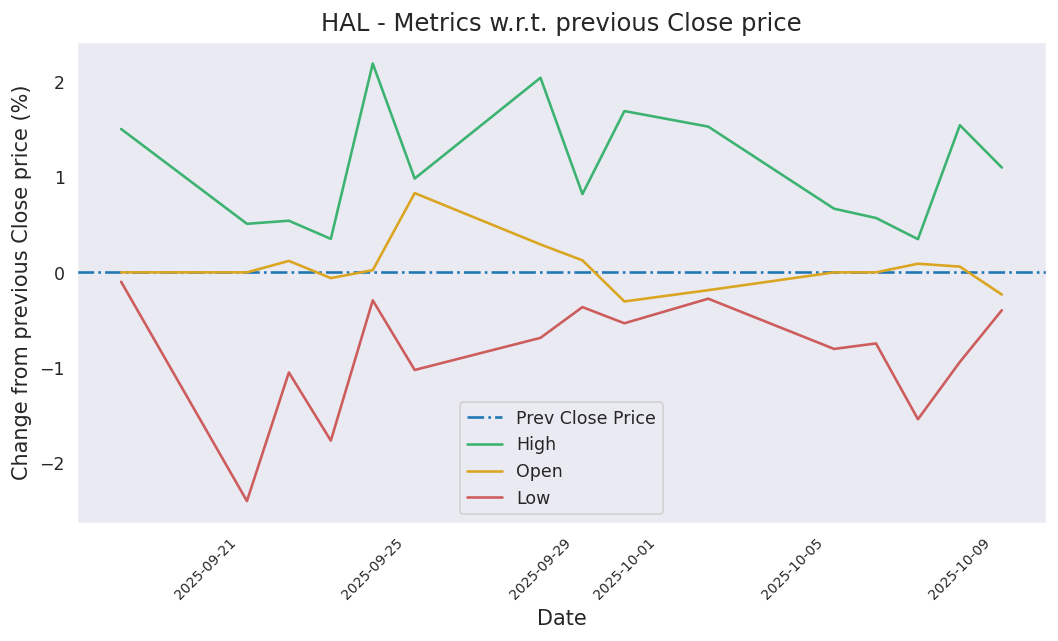 HAL - Metrics w.r.t. previous Close price
Change from previous Close price (%)
2
1
0
−1
−2
Prev Close Price
High
Open
Low
2025-09-21
2025-09-25
2025-09-29
2025-10-01
2025-10-05
2025-10-09
Date